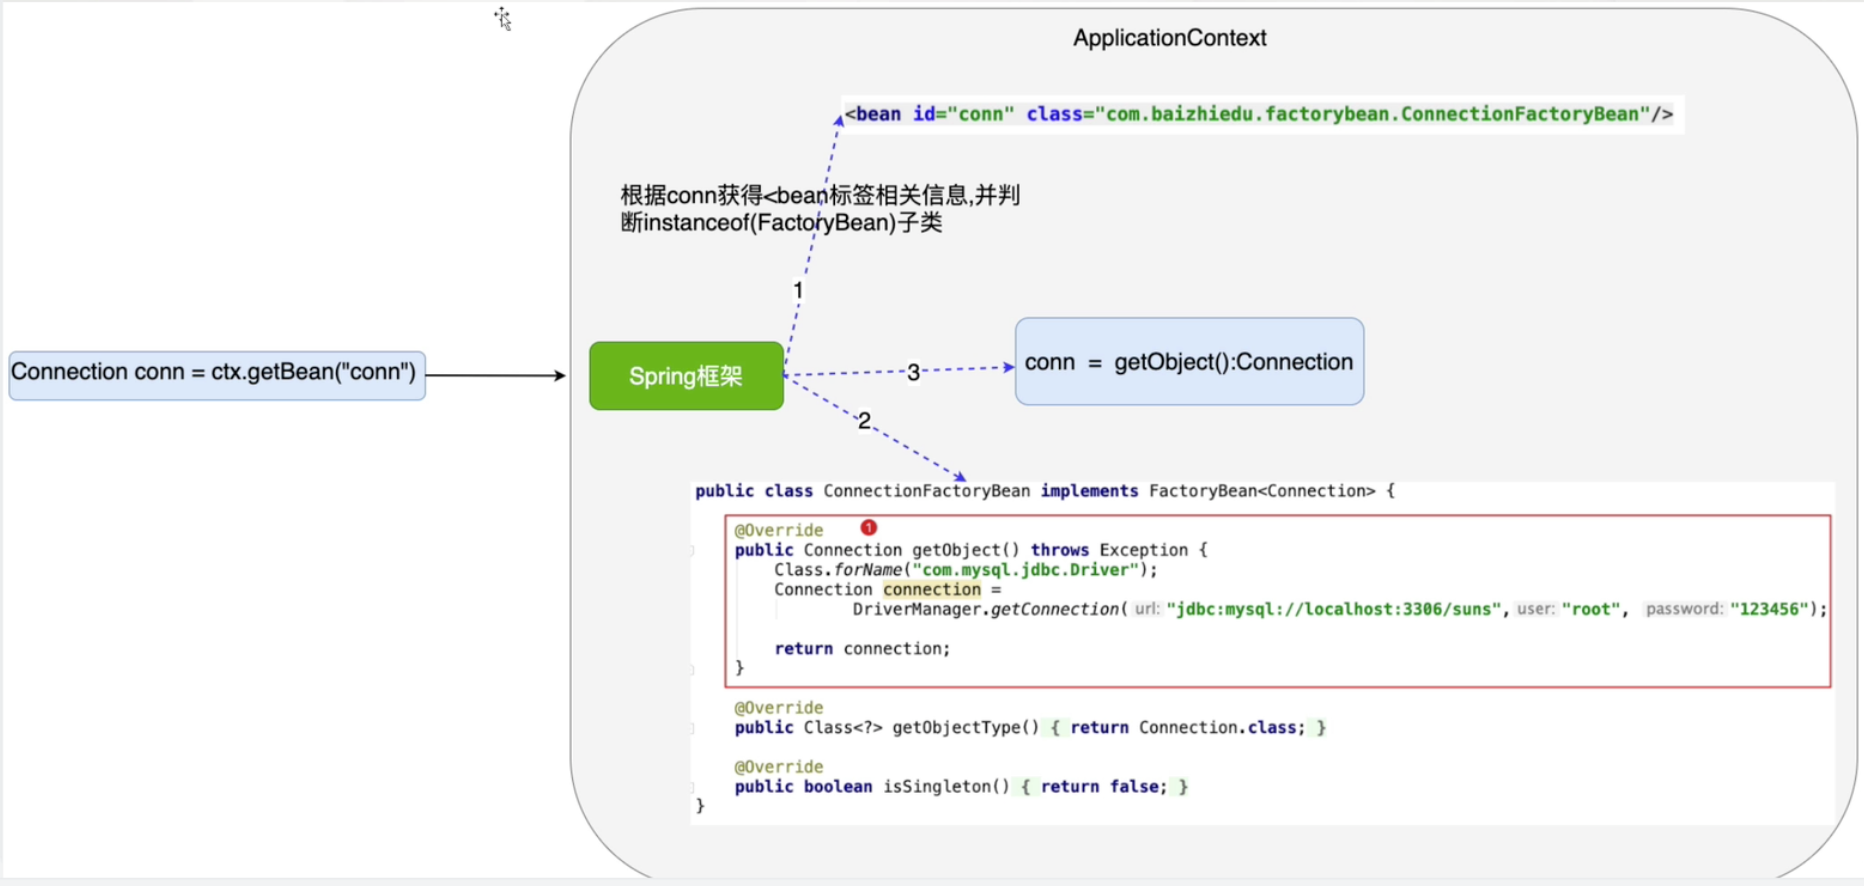 ApplicationContext
<bean id="conn" class="com.baizhiedu.factorybean.ConnectionFactoryBean"/>
根据conn获得<bean标签相关信息,并判
断instanceof(FactoryBean)子类
1
Connection conn = ctx.getBean("conn")
Spring框架
3
conn = getObject():Connection
2
public class ConnectionFactoryBean implements FactoryBean<Connection> {
@Override 1
public Connection getObject() throws Exception {
Class.forName("com.mysql.jdbc.Driver");
Connection connection =
DriverManager.getConnection( url: "jdbc:mysql://localhost:3306/suns", user: "root", password: "123456");
return connection;
}
@Override
public Class<?> getObjectType() { return Connection.class; }
@Override
public boolean isSingleton() { return false; }
}